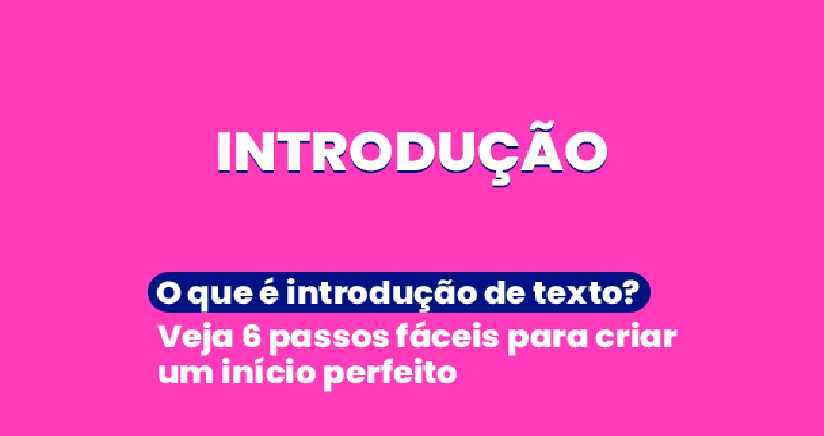 INTRODUÇÃO
O que é introdução de texto?
Veja 6 passos fáceis para criar
um início perfeito